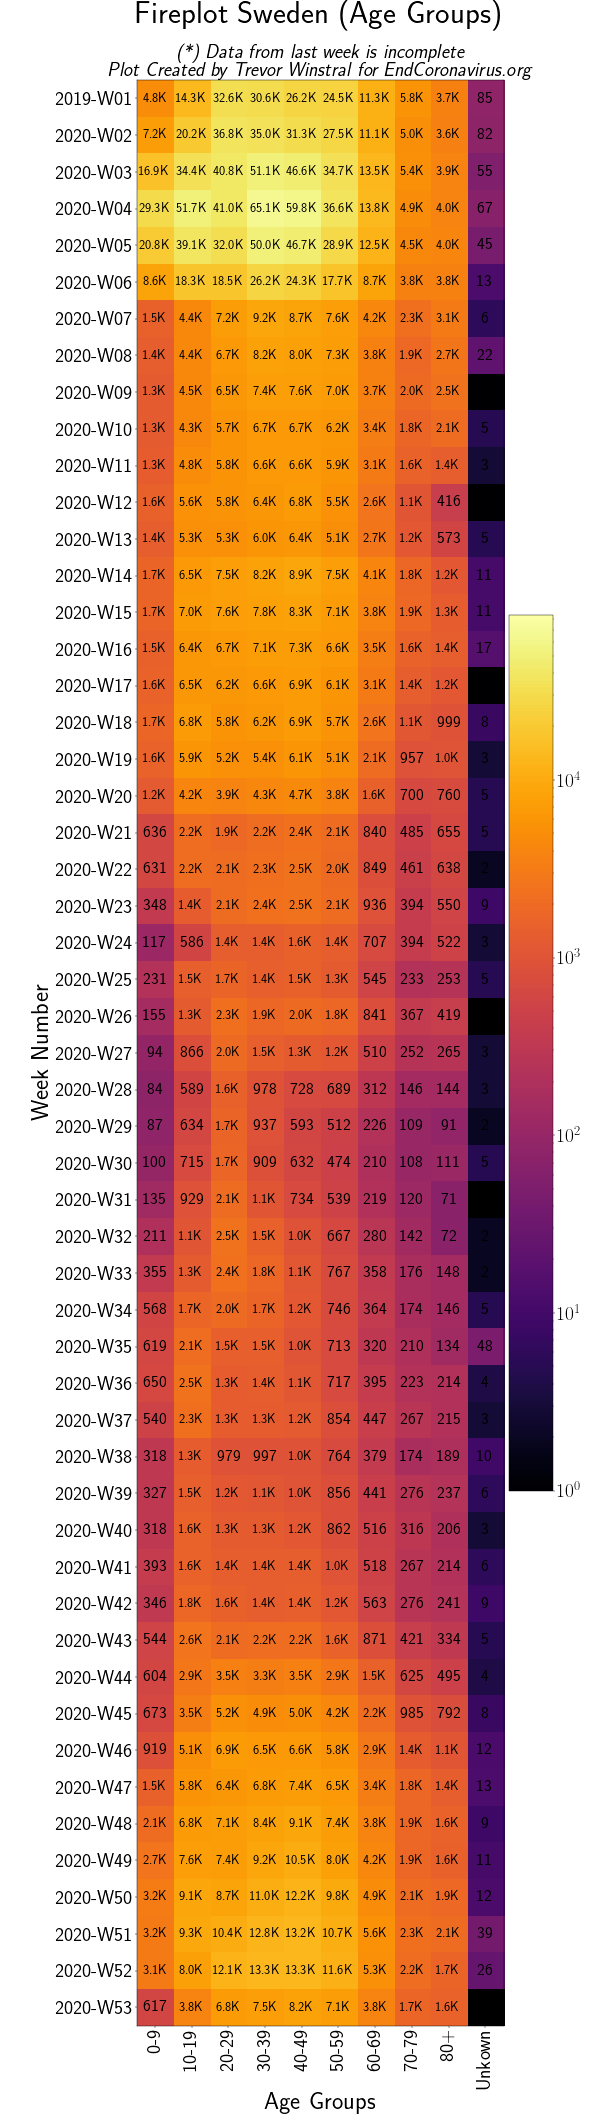 Fireplot Sweden (Age Groups)
(*) Data from last week is incomplete
Plot Created by Trevor Winstral for EndCoronavirus.org
2019-W01 4.8K 14.3K 32.6K 30.6K 26.2K 24.5K 11.3K 5.8K 3.7K 85
2020-W02 7.2K 20.2K 36.8K 35.0K 31.3K 27.5K 11.1K 5.0K 3.6K 82
2020-W03 16.9K 34.4K 40.8K 51.1K 46.6K 34.7K 13.5K 5.4K 3.9K 55
2020-W04 29.3K 51.7K 41.0K 65.1K 59.8K 36.6K 13.8K 4.9K 4.0K 67
2020-W05 20.8K 39.1K 32.0K 50.0K 46.7K 28.9K 12.5K 4.5K 4.0K 45
2020-W06 8.6K 18.3K 18.5K 26.2K 24.3K 17.7K 8.7K 3.8K 3.8K 13
2020-W07 1.5K 4.4K 7.2K 9.2K 8.7K 7.6K 4.2K 2.3K 3.1K 6
2020-W08 1.4K 4.4K 6.7K 8.2K 8.0K 7.3K 3.8K 1.9K 2.7K 22
2020-W09 1.3K 4.5K 6.5K 7.4K 7.6K 7.0K 3.7K 2.0K 2.5K
2020-W10 1.3K 4.3K 5.7K 6.7K 6.7K 6.2K 3.4K 1.8K 2.1K 5
2020-W11 1.3K 4.8K 5.8K 6.6K 6.6K 5.9K 3.1K 1.6K 1.4K 3
2020-W12 1.6K 5.6K 5.8K 6.4K 6.8K 5.5K 2.6K 1.1K 416
2020-W13 1.4K 5.3K 5.3K 6.0K 6.4K 5.1K 2.7K 1.2K 573 5
2020-W14 1.7K 6.5K 7.5K 8.2K 8.9K 7.5K 4.1K 1.8K 1.2K 11
2020-W15 1.7K 7.0K 7.6K 7.8K 8.3K 7.1K 3.8K 1.9K 1.3K 11
2020-W16 1.5K 6.4K 6.7K 7.1K 7.3K 6.6K 3.5K 1.6K 1.4K 17
2020-W17 1.6K 6.5K 6.2K 6.6K 6.9K 6.1K 3.1K 1.4K 1.2K
2020-W18 1.7K 6.8K 5.8K 6.2K 6.9K 5.7K 2.6K 1.1K 999 8
2020-W19 1.6K 5.9K 5.2K 5.4K 6.1K 5.1K 2.1K 957 1.0K 3
2020-W20 1.2K 4.2K 3.9K 4.3K 4.7K 3.8K 1.6K 700 760 5
2020-W21 636 2.2K 1.9K 2.2K 2.4K 2.1K 840 485 655 5
2020-W22 631 2.2K 2.1K 2.3K 2.5K 2.0K 849 461 638 2
2020-W23 348 1.4K 2.1K 2.4K 2.5K 2.1K 936 394 550 9
2020-W24 117 586 1.4K 1.4K 1.6K 1.4K 707 394 522 3
2020-W25 231 1.5K 1.7K 1.4K 1.5K 1.3K 545 233 253 5
2020-W26 155 1.3K 2.3K 1.9K 2.0K 1.8K 841 367 419
2020-W27 94 866 2.0K 1.5K 1.3K 1.2K 510 252 265 3
2020-W28 84 589 1.6K 978 728 689 312 146 144 3
2020-W29 87 634 1.7K 937 593 512 226 109 91 2
2020-W30 100 715 1.7K 909 632 474 210 108 111 5
2020-W31 135 929 2.1K 1.1K 734 539 219 120 71
2020-W32 211 1.1K 2.5K 1.5K 1.0K 667 280 142 72 2
2020-W33 355 1.3K 2.4K 1.8K 1.1K 767 358 176 148 2
2020-W34 568 1.7K 2.0K 1.7K 1.2K 746 364 174 146 5
2020-W35 619 2.1K 1.5K 1.5K 1.0K 713 320 210 134 48
2020-W36 650 2.5K 1.3K 1.4K 1.1K 717 395 223 214 4
2020-W37 540 2.3K 1.3K 1.3K 1.2K 854 447 267 215 3
2020-W38 318 1.3K 979 997 1.0K 764 379 174 189 10
2020-W39 327 1.5K 1.2K 1.1K 1.0K 856 441 276 237 6
2020-W40 318 1.6K 1.3K 1.3K 1.2K 862 516 316 206 3
2020-W41 393 1.6K 1.4K 1.4K 1.4K 1.0K 518 267 214 6
2020-W42 346 1.8K 1.6K 1.4K 1.4K 1.2K 563 276 241 9
2020-W43 544 2.6K 2.1K 2.2K 2.2K 1.6K 871 421 334 5
2020-W44 604 2.9K 3.5K 3.3K 3.5K 2.9K 1.5K 625 495 4
2020-W45 673 3.5K 5.2K 4.9K 5.0K 4.2K 2.2K 985 792 8
2020-W46 919 5.1K 6.9K 6.5K 6.6K 5.8K 2.9K 1.4K 1.1K 12
2020-W47 1.5K 5.8K 6.4K 6.8K 7.4K 6.5K 3.4K 1.8K 1.4K 13
2020-W48 2.1K 6.8K 7.1K 8.4K 9.1K 7.4K 3.8K 1.9K 1.6K 9
2020-W49 2.7K 7.6K 7.4K 9.2K 10.5K 8.0K 4.2K 1.9K 1.6K 11
2020-W50 3.2K 9.1K 8.7K 11.0K 12.2K 9.8K 4.9K 2.1K 1.9K 12
2020-W51 3.2K 9.3K 10.4K 12.8K 13.2K 10.7K 5.6K 2.3K 2.1K 39
2020-W52 3.1K 8.0K 12.1K 13.3K 13.3K 11.6K 5.3K 2.2K 1.7K 26
2020-W53 617 3.8K 6.8K 7.5K 8.2K 7.1K 3.8K 1.7K 1.6K
0-9 10-19 20-29 30-39 40-49 50-59 60-69 70-79 80+ Unkown
Age Groups
Week Number
10⁴
10³
10²
10¹
10⁰